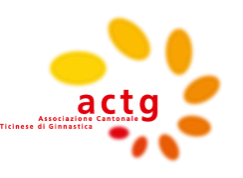 actg
Associazione Cantonale
Ticinese di Ginnastica